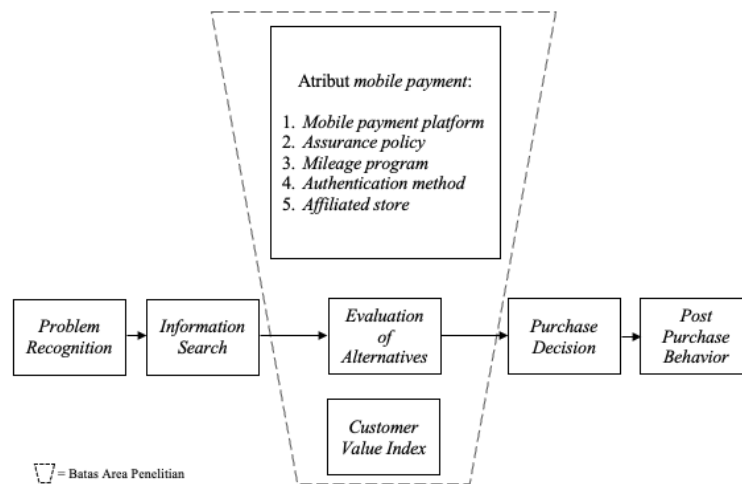 Atribut mobile payment:
1. Mobile payment platform
2. Assurance policy
3. Mileage program
4. Authentication method
5. Affiliated store
Problem
Recognition
Information
Search
Evaluation
of
Alternatives
Purchase
Decision
Post
Purchase
Behavior
Customer
Value Index
= Batas Area Penelitian